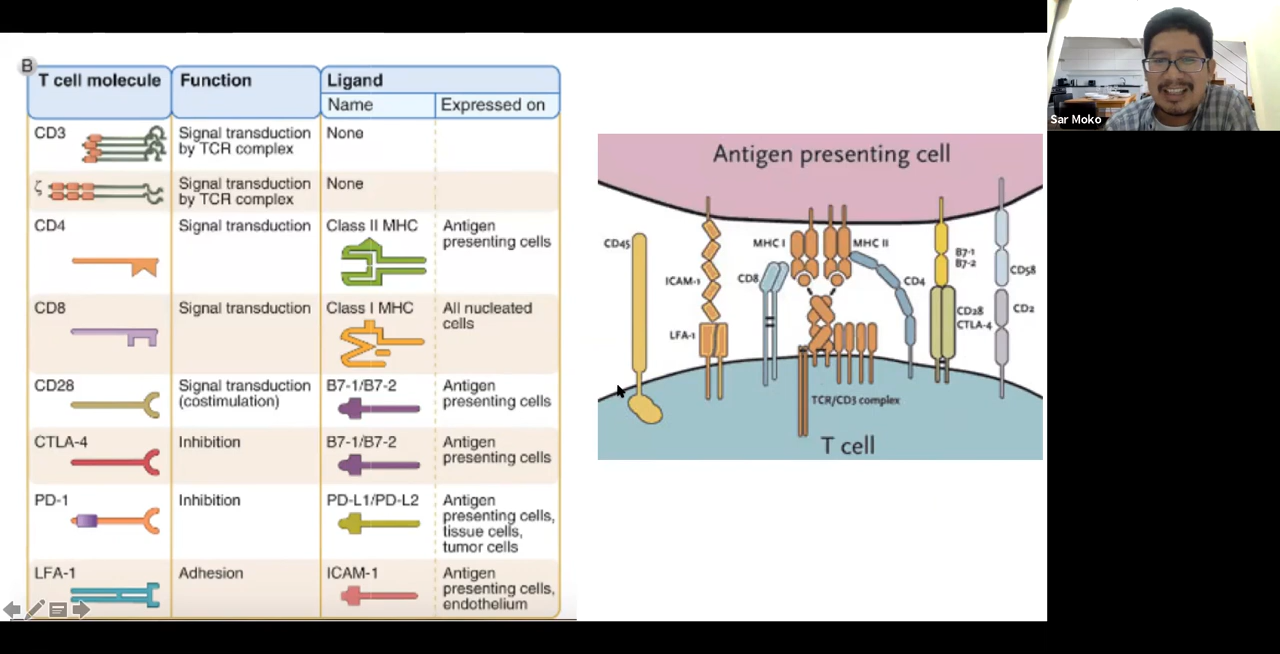 B
T cell molecule
Function
Ligand
Name
Expressed on
CD3
Signal transduction
by TCR complex
None
ζ
Signal transduction
by TCR complex
None
CD4
Signal transduction
Class II MHC
Antigen
presenting cells
CD8
Signal transduction
Class I MHC
All nucleated
cells
CD28
Signal transduction
(costimulation)
B7-1/B7-2
Antigen
presenting cells
CTLA-4
Inhibition
B7-1/B7-2
Antigen
presenting cells
PD-1
Inhibition
PD-L1/PD-L2
Antigen
presenting cells,
tissue cells,
tumor cells
LFA-1
Adhesion
ICAM-1
Antigen
presenting cells,
endothelium
Antigen presenting cell
CD45
ICAM-1
LFA-1
MHC I
CD8
MHC II
CD4
B7-1
B7-2
CD28
CTLA-4
CD58
CD2
TCR/CD3 complex
T cell
Sar Moko